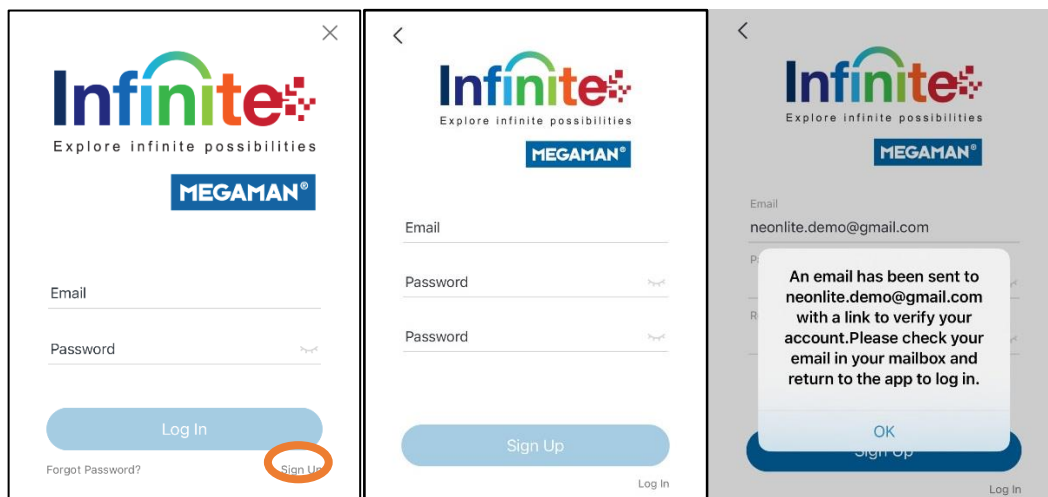 Infinite
Explore infinite possibilities
MEGAMAN®
Email
Password
Log In
Forgot Password?
Sign Up
Infinite
Explore infinite possibilities
MEGAMAN®
Email
Password
Password
Sign Up
Log In
Infinite
Explore infinite possibilities
MEGAMAN®
Email
neonlite.demo@gmail.com
An email has been sent to
neonlite.demo@gmail.com
with a link to verify your
account.Please check your
email in your mailbox and
return to the app to log in.
OK
Sign Up
Log In